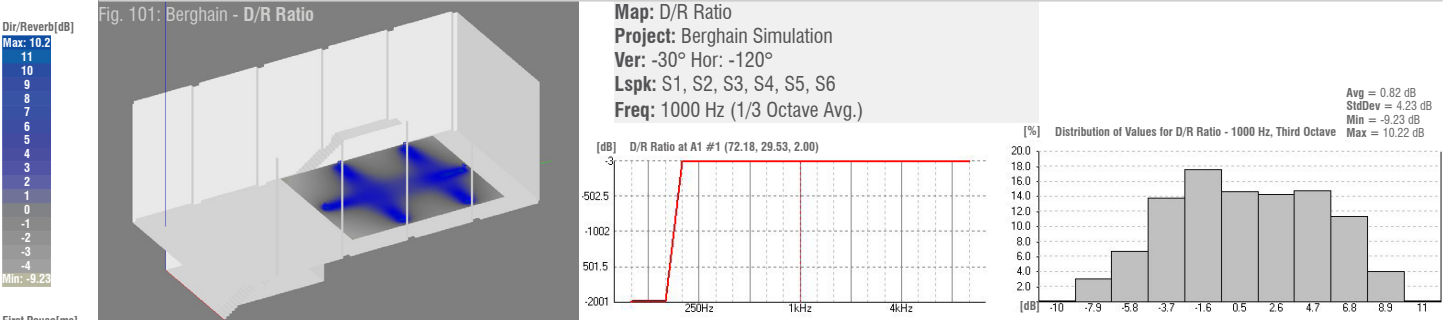 Fig. 101: Berghain - D/R Ratio
Dir/Reverb[dB]
Max: 10.2
11
10
9
8
7
6
5
4
3
2
1
0
-1
-2
-3
-4
Min: -9.23
Map: D/R Ratio
Project: Berghain Simulation
Ver: -30° Hor: -120°
Lspk: S1, S2, S3, S4, S5, S6
Freq: 1000 Hz (1/3 Octave Avg.)
[dB] D/R Ratio at A1 #1 (72.18, 29.53, 2.00)
-3
-502.5
-1002
501.5
-2001
250Hz 1kHz 4kHz
Avg = 0.82 dB
StdDev = 4.23 dB
Min = -9.23 dB
Max = 10.22 dB
[%] Distribution of Values for D/R Ratio - 1000 Hz, Third Octave
20.0
18.0
16.0
14.0
12.0
10.0
8.0
6.0
4.0
2.0
[dB] -10 -7.9 -5.8 -3.7 -1.6 0.5 2.6 4.7 6.8 8.9 11